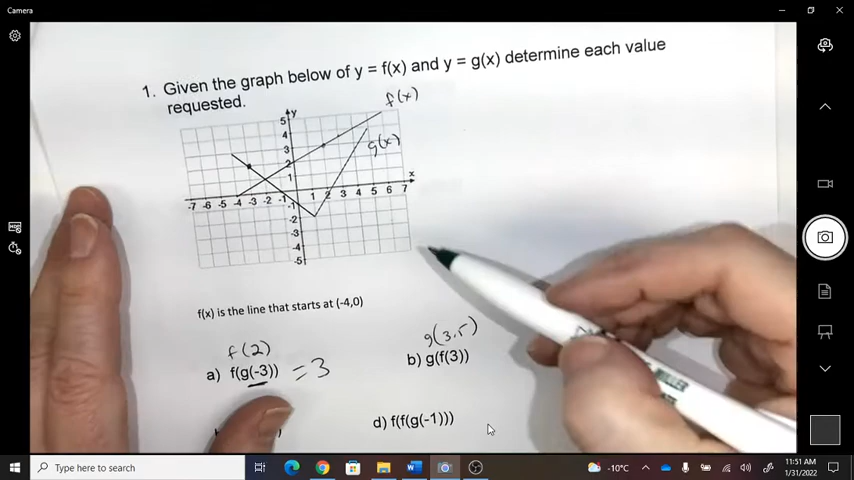 Camera
1. Given the graph below of y = f(x) and y = g(x) determine each value
requested.
f(x)
g(x)
y
x
5
4
3
2
1
-7 -6 -5 -4 -3 -2 -1 1 2 3 4 5 6 7
-1
-2
-3
-4
-5
f(x) is the line that starts at (-4,0)
f(2)
a) f(g(-3)) = 3
g(3.5)
b) g(f(3))
d) f(f(g(-1)))
Type here to search
-10°C
11:51 AM
1/31/2022